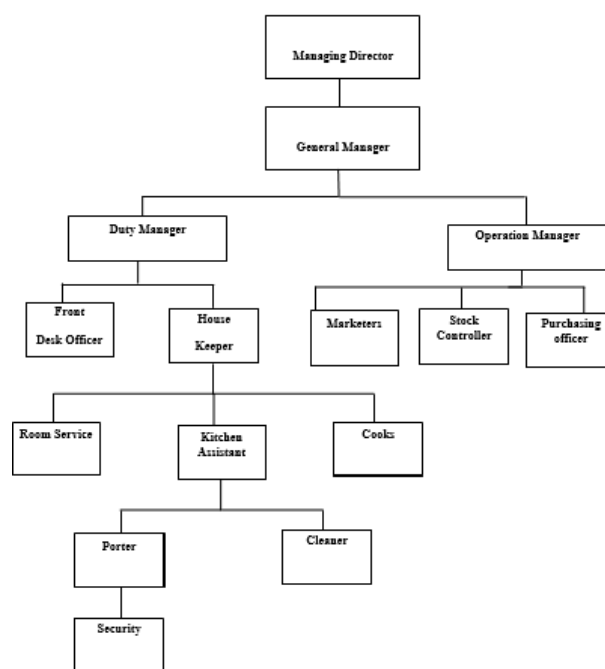 Managing Director
General Manager
Duty Manager
Operation Manager
Front
Desk Officer
House
Keeper
Marketers
Stock
Controller
Purchasing
officer
Room Service
Kitchen
Assistant
Cooks
Porter
Cleaner
Security